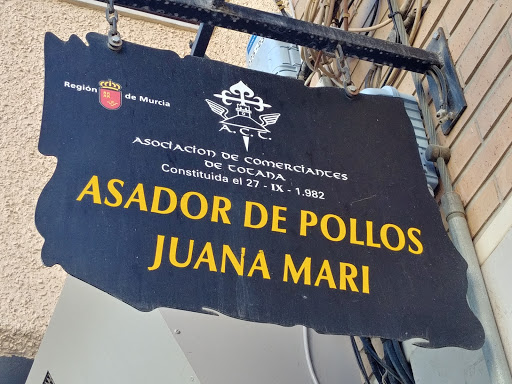 Región de Murcia
A. C. C.
ASOCIACION DE COMERCIANTES
DE TOTANA
Constituida el 27 - IX - 1.982
ASADOR DE POLLOS
JUANA MARI